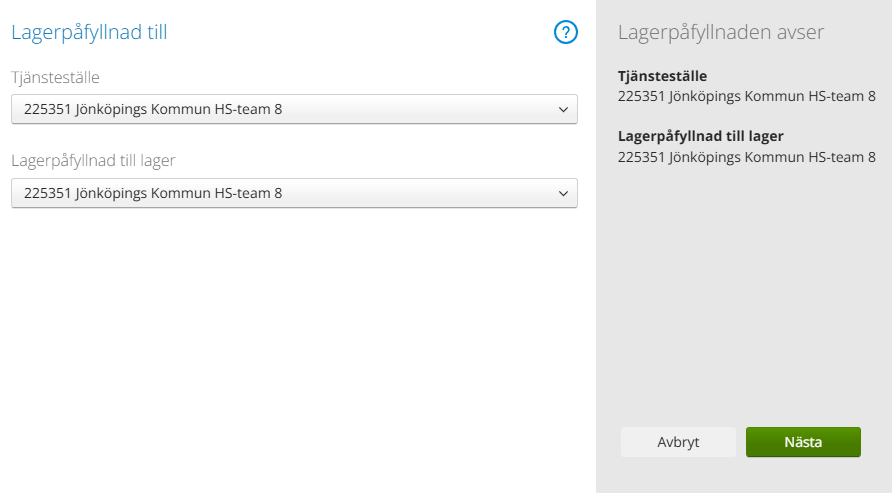 Lagerpåfyllnad till
?
Tjänsteställe
225351 Jönköpings Kommun HS-team 8
Lagerpåfyllnad till lager
225351 Jönköpings Kommun HS-team 8
Lagerpåfyllnaden avser
Tjänsteställe
225351 Jönköpings Kommun HS-team 8
Lagerpåfyllnad till lager
225351 Jönköpings Kommun HS-team 8
Avbryt
Nästa